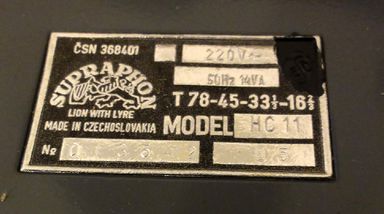 ČSN 368401
220V~
50Hz 14VA
SUPRAPHON
LION WITH LYRE
MADE IN CZECHOSLOVAKIA
T 78-45-33⅓-16⅔
MODEL HC 11
№